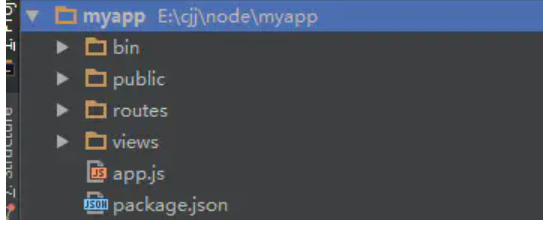 myapp E:\cjj\node\myapp
bin
public
routes
views
app.js
package.json